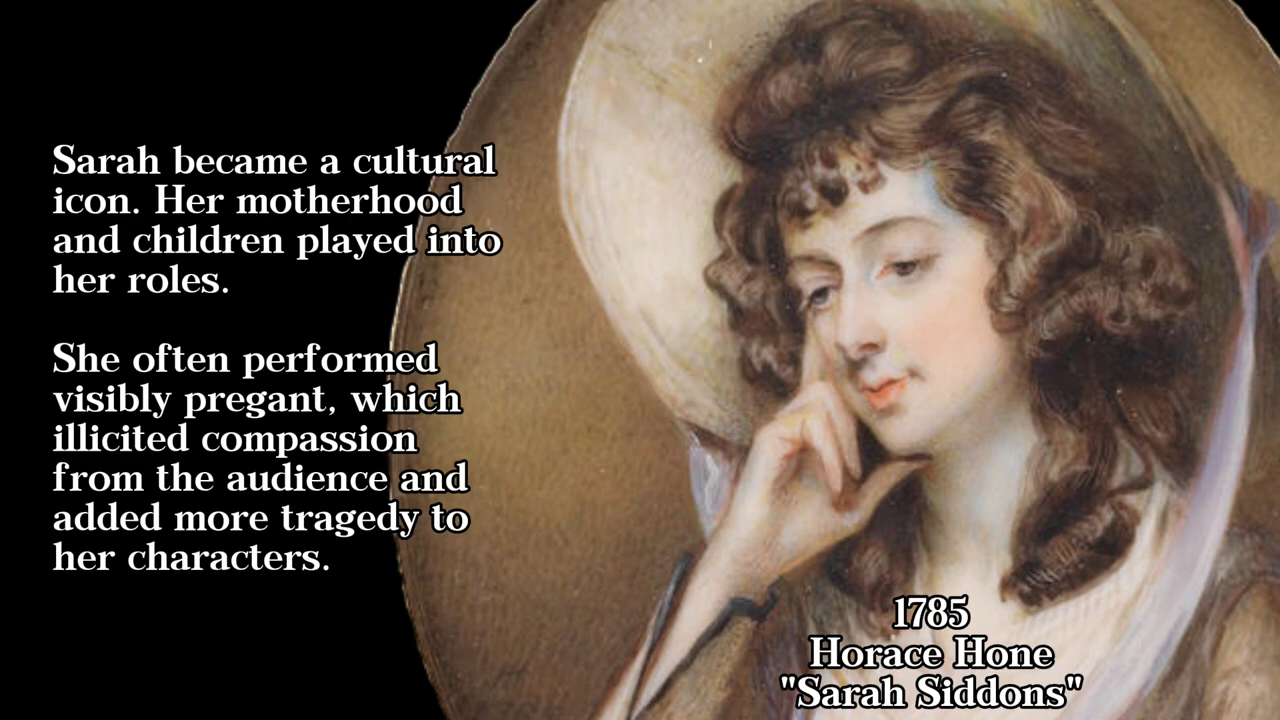 Sarah became a cultural
icon. Her motherhood
and children played into
her roles.
She often performed
visibly pregant, which
illicited compassion
from the audience and
added more tragedy to
her characters.
1785
Horace Hone
"Sarah Siddons"